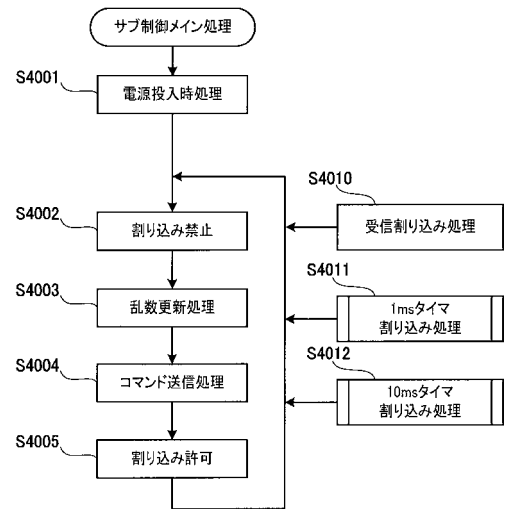 サブ制御メイン処理
S4001
電源投入時処理
S4002
割り込み禁止
S4003
乱数更新処理
S4004
コマンド送信処理
S4005
割り込み許可
S4010
受信割り込み処理
S4011
1msタイマ
割り込み処理
S4012
10msタイマ
割り込み処理